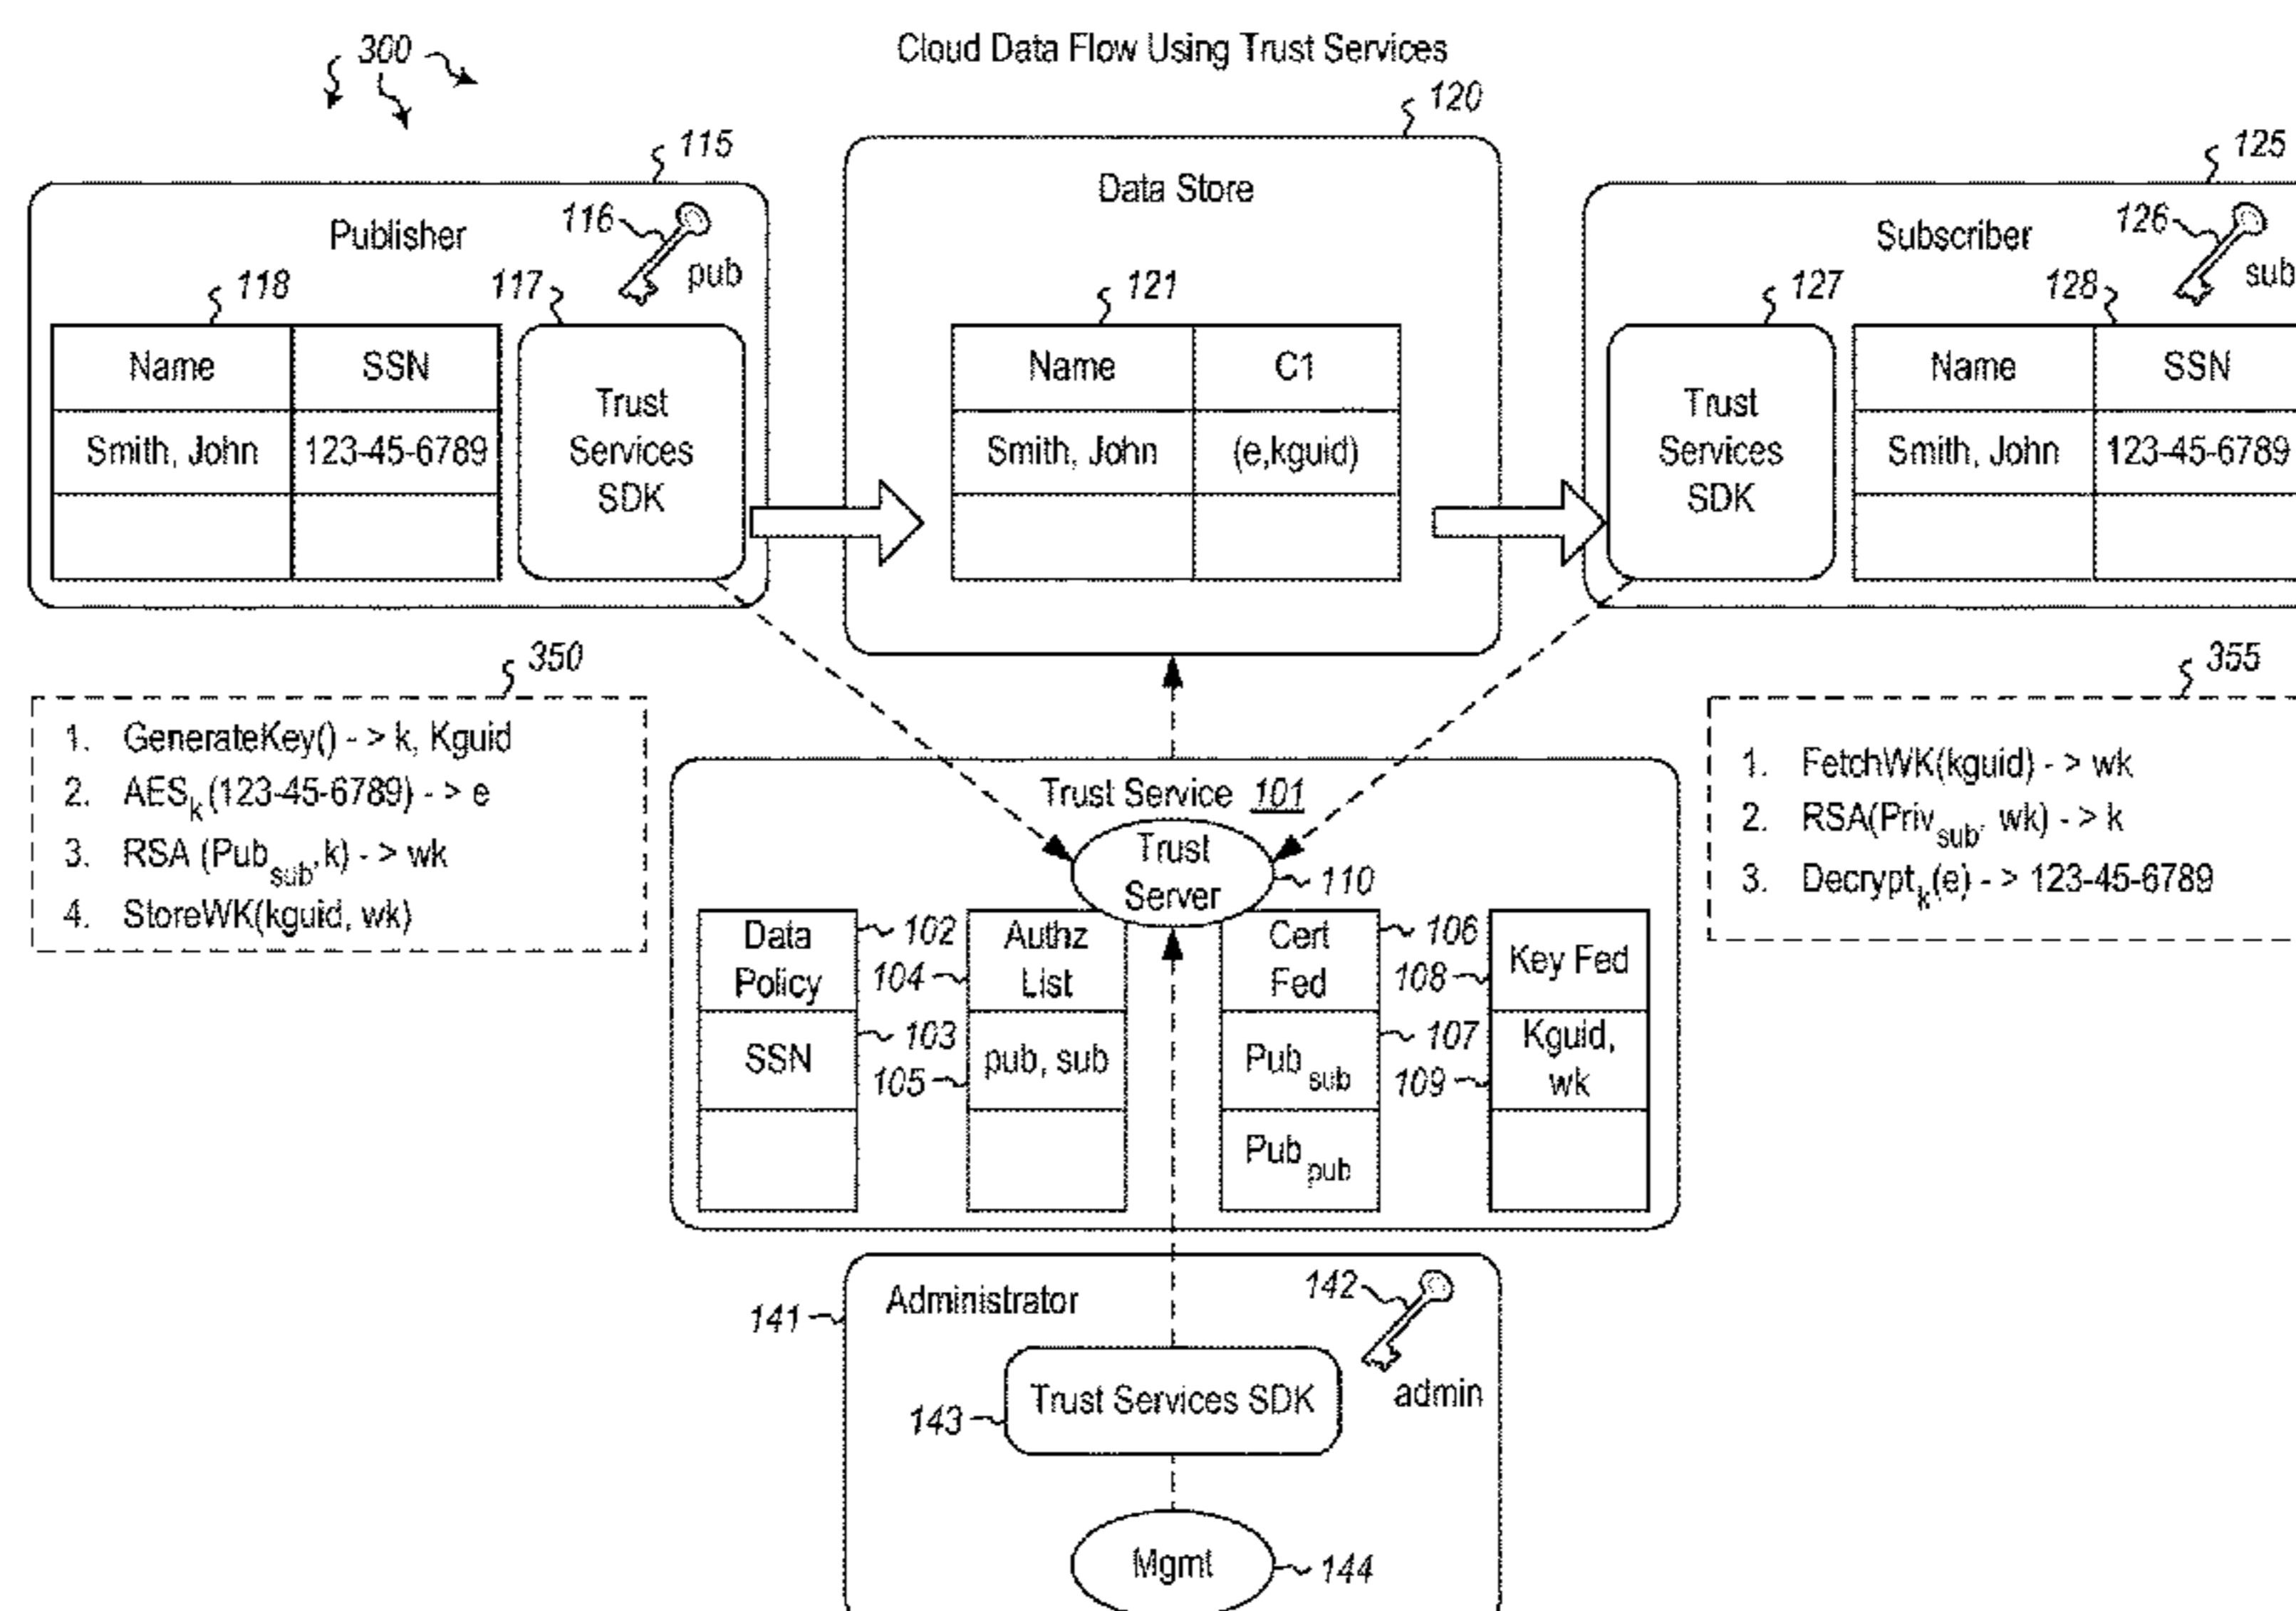 Cloud Data Flow Using Trust Services
300
115
120
125
Publisher
116
pub
118
117
Name SSN
Smith, John 123-45-6789
Trust
Services
SDK
Data Store
121
Name C1
Smith, John (e,kguid)
Subscriber
126
sub
127
128
Trust
Services
SDK
Name SSN
Smith, John 123-45-6789
350
1. GenerateKey() - > k, Kguid
2. AESk(123-45-6789) - > e
3. RSA (Pubsub,k) - > wk
4. StoreWK(kguid, wk)
355
1. FetchWK(kguid) - > wk
2. RSA(Privsub, wk) - > k
3. Decryptk(e) - > 123-45-6789
Trust Service 101
Trust
Server
110
Data
Policy
102
SSN
103
Authz
List
104
pub, sub
105
Cert
Fed
106
Pubsub
107
Pubpub
Key Fed
108
Kguid,
wk
109
Administrator
141
142
admin
Trust Services SDK
143
Mgmt
144